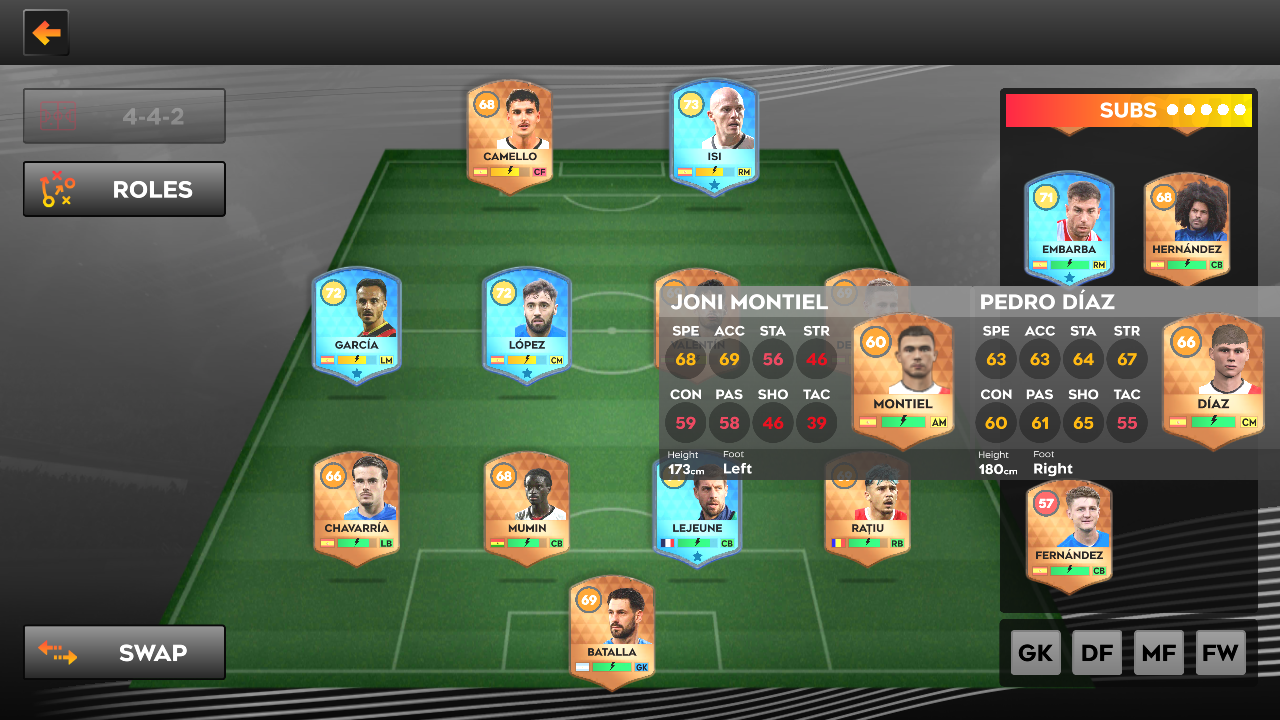 4-4-2
ROLES
SWAP
68
CAMELLO
CF
73
ISI
RM
72
GARCÍA
LM
72
LÓPEZ
CM
66
CHAVARRÍA
LB
68
MUMIN
CB
LEJEUNE
CB
RAȚIU
RB
69
BATALLA
GK
SUBS
71
EMBARBA
RM
68
HERNÁNDEZ
CB
JONI MONTIEL
SPE ACC STA STR
68 69 56 46
CON PAS SHO TAC
59 58 46 39
Height Foot
173cm Left
60
MONTIEL
AM
PEDRO DÍAZ
SPE ACC STA STR
63 63 64 67
CON PAS SHO TAC
60 61 65 55
Height Foot
180cm Right
66
DÍAZ
CM
57
FERNÁNDEZ
CB
GK DF MF FW